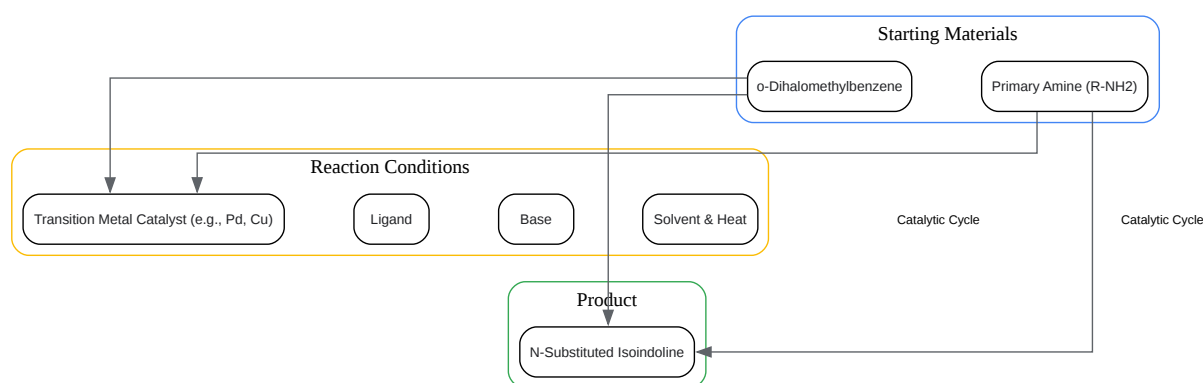 Starting Materials
o-Dihalomethylbenzene
Primary Amine (R-NH2)
Reaction Conditions
Transition Metal Catalyst (e.g., Pd, Cu)
Ligand
Base
Solvent & Heat
Catalytic Cycle
Catalytic Cycle
Product
N-Substituted Isoindoline